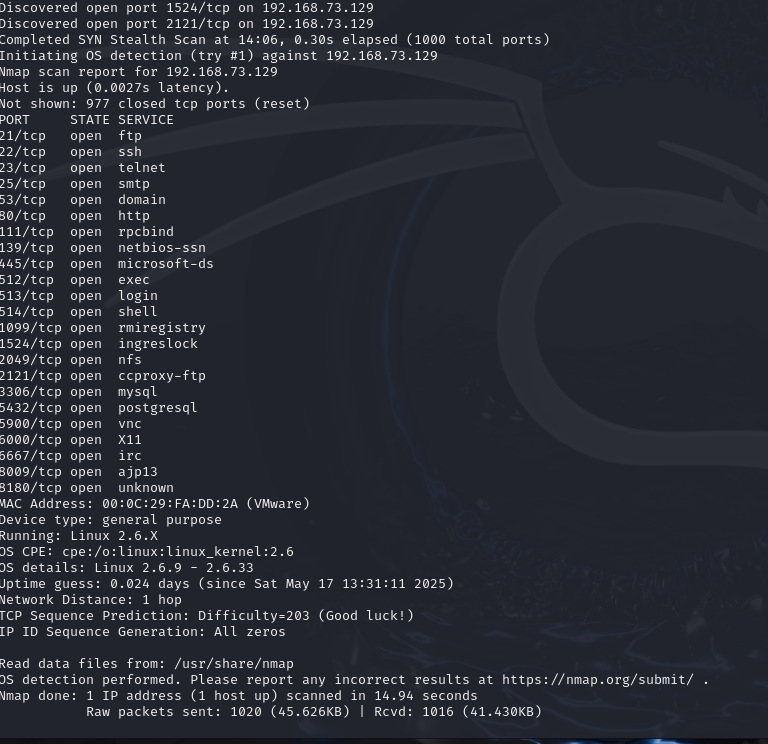 Discovered open port 1524/tcp on 192.168.73.129
Discovered open port 2121/tcp on 192.168.73.129
Completed SYN Stealth Scan at 14:06, 0.30s elapsed (1000 total ports)
Initiating OS detection (try #1) against 192.168.73.129
Nmap scan report for 192.168.73.129
Host is up (0.0027s latency).
Not shown: 977 closed tcp ports (reset)
PORT     STATE SERVICE
21/tcp   open  ftp
22/tcp   open  ssh
23/tcp   open  telnet
25/tcp   open  smtp
53/tcp   open  domain
80/tcp   open  http
111/tcp  open  rpcbind
139/tcp  open  netbios-ssn
445/tcp  open  microsoft-ds
512/tcp  open  exec
513/tcp  open  login
514/tcp  open  shell
1099/tcp open  rmiregistry
1524/tcp open  ingreslock
2049/tcp open  nfs
2121/tcp open  ccproxy-ftp
3306/tcp open  mysql
5432/tcp open  postgresql
5900/tcp open  vnc
6000/tcp open  X11
6667/tcp open  irc
8009/tcp open  ajp13
8180/tcp open  unknown
MAC Address: 00:0C:29:FA:DD:2A (VMware)
Device type: general purpose
Running: Linux 2.6.X
OS CPE: cpe:/o:linux:linux_kernel:2.6
OS details: Linux 2.6.9 - 2.6.33
Uptime guess: 0.024 days (since Sat May 17 13:31:11 2025)
Network Distance: 1 hop
TCP Sequence Prediction: Difficulty=203 (Good luck!)
IP ID Sequence Generation: All zeros

Read data files from: /usr/share/nmap
OS detection performed. Please report any incorrect results at https://nmap.org/submit/ .
Nmap done: 1 IP address (1 host up) scanned in 14.94 seconds
           Raw packets sent: 1020 (45.626KB) | Rcvd: 1016 (41.430KB)